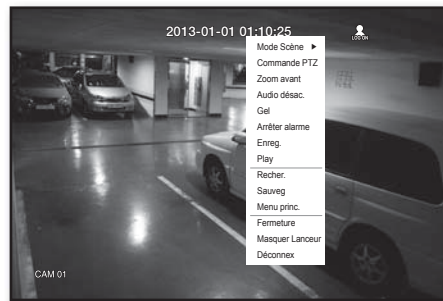 2013-01-01 01:10:25
LOG ON
Mode Scène ►
Commande PTZ
Zoom avant
Audio désac.
Gel
Arrêter alarme
Enreg.
Play
Recher.
Sauveg
Menu princ.
Fermeture
Masquer Lanceur
Déconnex
CAM 01